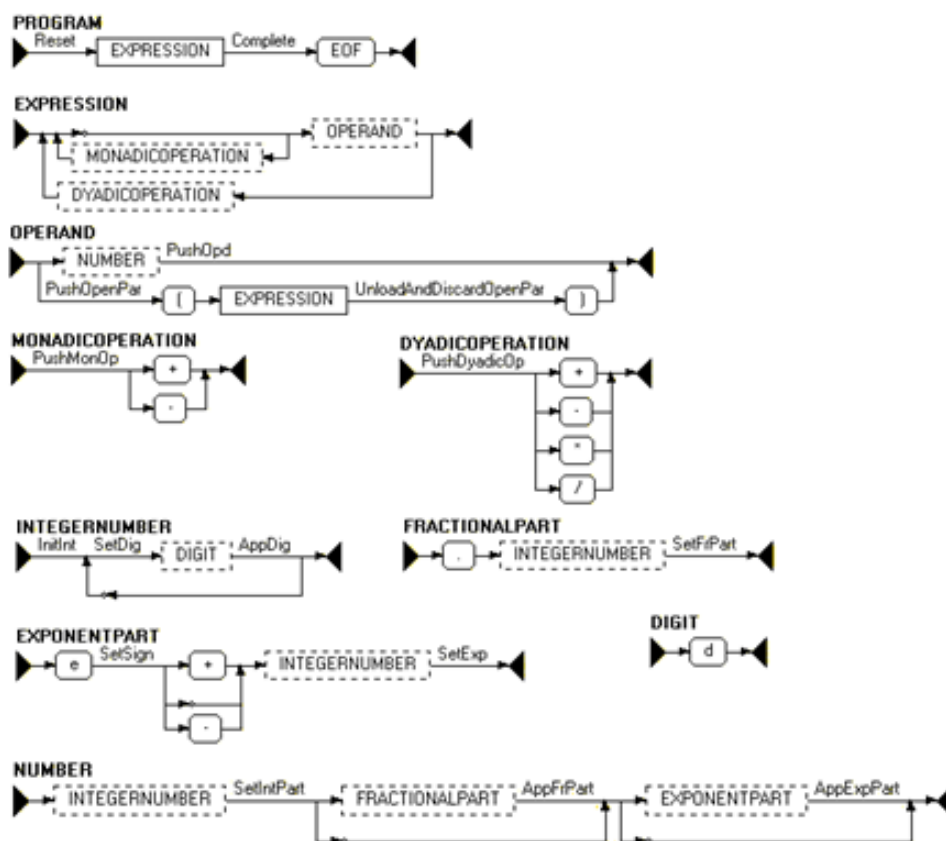 PROGRAM
Reset EXPRESSION Complete EOF
EXPRESSION
OPERAND
MONADICOPERATION
DYADICOPERATION
OPERAND
NUMBER PushOpd
PushOpenPar ( EXPRESSION UnloadAndDiscardOpenPar )
MONADICOPERATION
PushMonOp +
-
DYADICOPERATION
PushDyadicOp +
-
*
/
INTEGERNUMBER
InitInt SetDig DIGIT AppDig
FRACTIONALPART
. INTEGERNUMBER SetFrPart
EXPONENTPART
e SetSign + INTEGERNUMBER SetExp
-
DIGIT
d
NUMBER
INTEGERNUMBER SetIntPart FRACTIONALPART AppFrPart EXPONENTPART AppExpPart